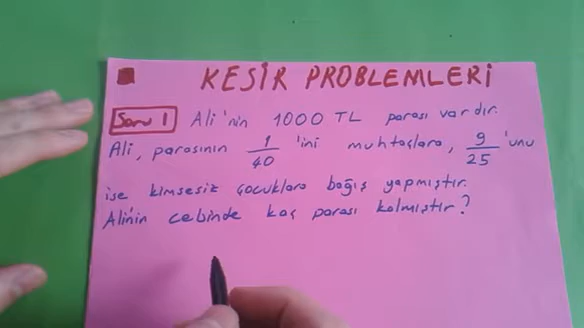 KESİR PROBLEMLERİ
Soru 1 Ali'nin 1000 TL parası vardır.
Ali, parasının 1/40 'ini muhtaçlara, 9/25 'unu
ise kimsesiz çocuklara bağış yapmıştır.
Ali'nin cebinde kaç parası kalmıştır?